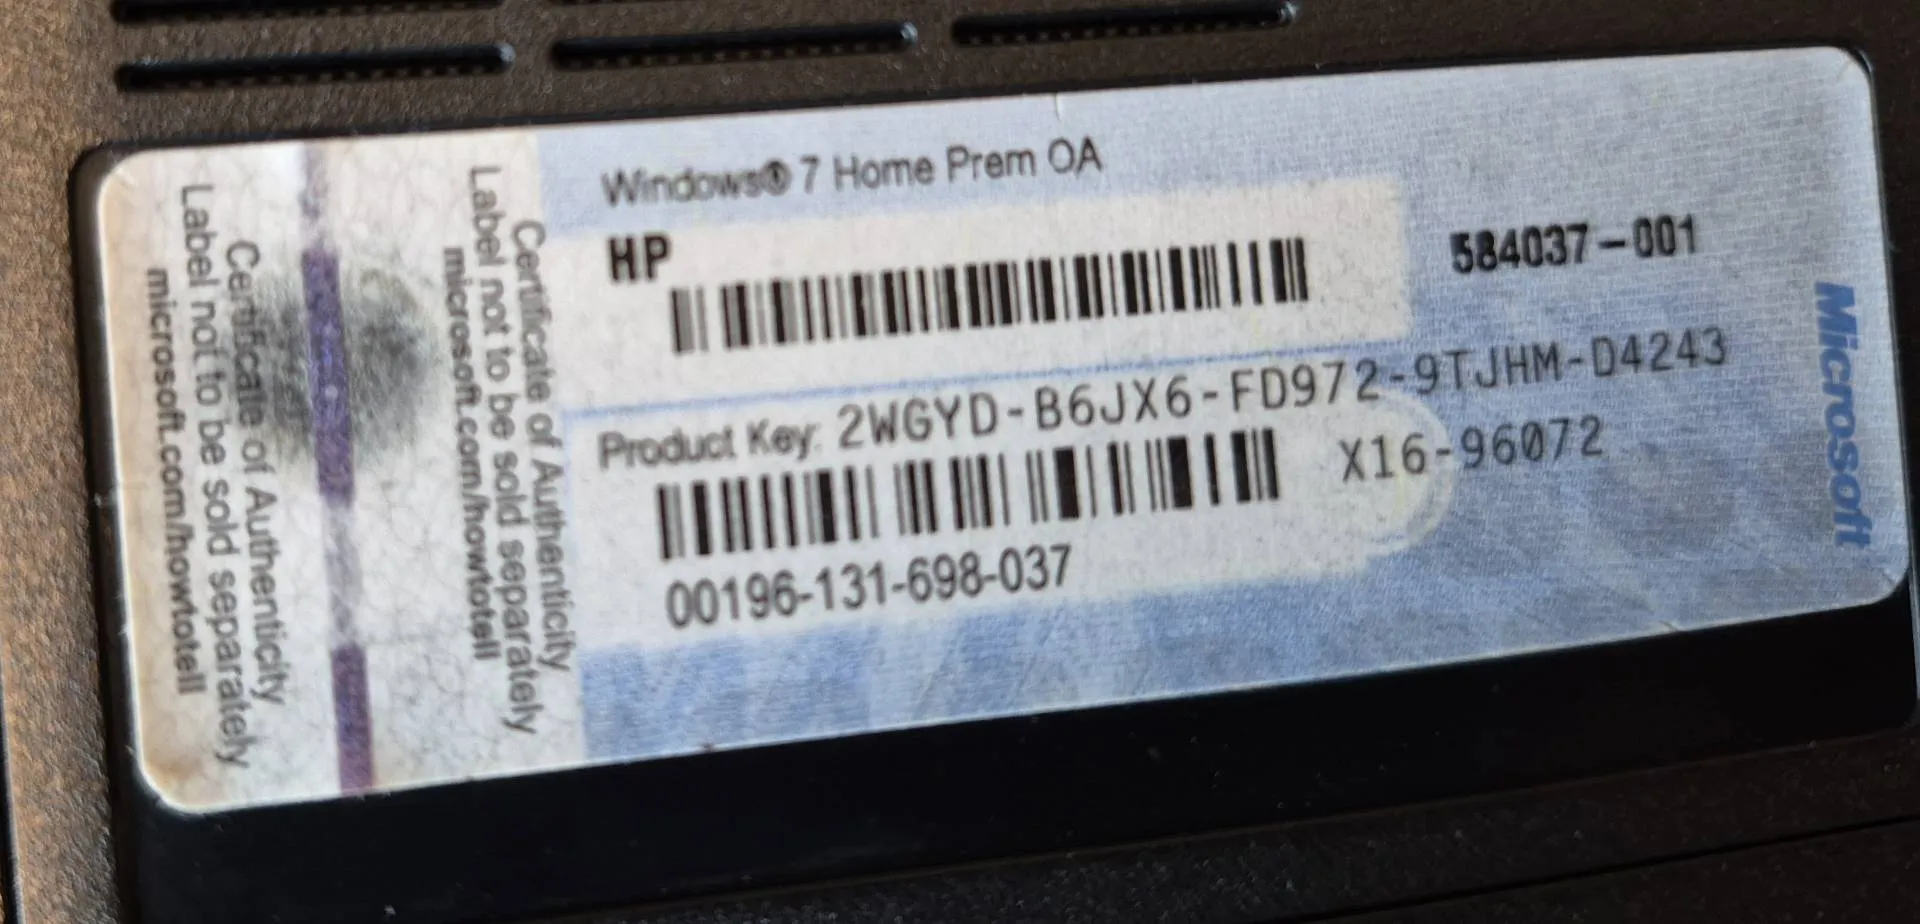 Windows® 7 Home Prem OA
HP
584037-001
Product Key: 2WGYD-B6JX6-FD972-9TJHM-D4243
X16-96072
00196-131-698-037
Microsoft
Certificate of Authenticity
Label not to be sold separately
microsoft.com/howtotell
Certificate of Authenticity
Label not to be sold separately
microsoft.com/howtotell